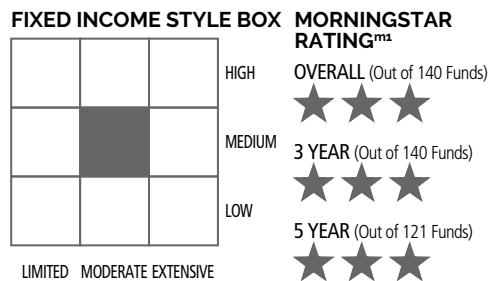 FIXED INCOME STYLE BOX
HIGH
MEDIUM
LOW
LIMITED MODERATE EXTENSIVE
MORNINGSTAR
RATINGᵐ¹
OVERALL (Out of 140 Funds)
3 YEAR (Out of 140 Funds)
5 YEAR (Out of 121 Funds)